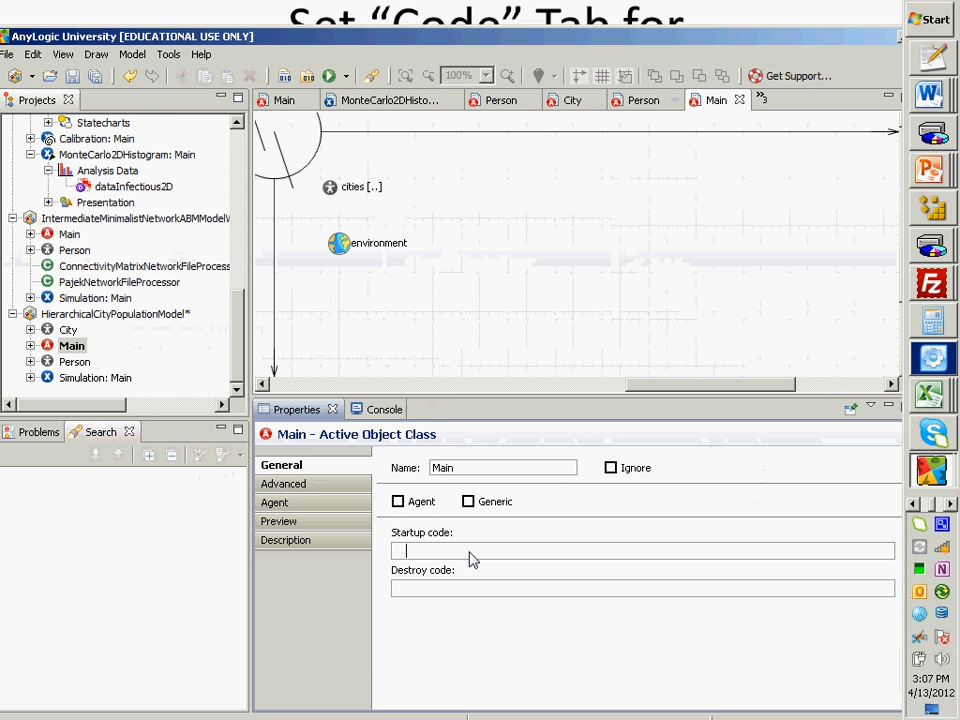 Set “Code” Tab for
AnyLogic University [EDUCATIONAL USE ONLY]
File Edit View Draw Model Tools Help
100% Get Support...
Start
Projects
Main MonteCarlo2DHisto... Person City Person Main 3
Statecharts
Calibration: Main
MonteCarlo2DHistogram: Main
Analysis Data
dataInfectious2D
Presentation
IntermediateMinimalistNetworkABMModelW
Main
Person
ConnectivityMatrixNetworkFileProcess
PajekNetworkFileProcessor
Simulation: Main
HierarchicalCityPopulationModel*
City
Main
Person
Simulation: Main
cities [..]
environment
Problems Search
Properties Console
Main - Active Object Class
General
Advanced
Agent
Preview
Description
Name: Main Ignore
Agent Generic
Startup code:
Destroy code:
3:07 PM
4/13/2012